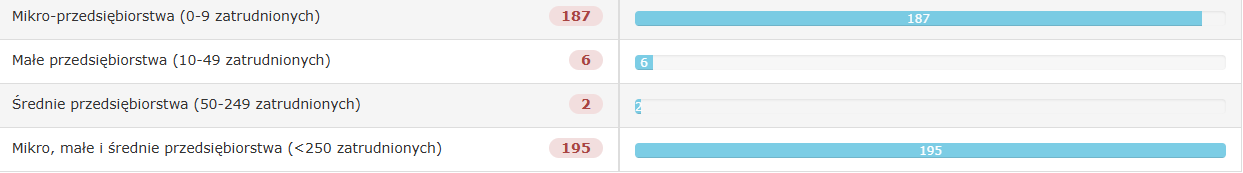 Mikro-przedsiębiorstwa (0-9 zatrudnionych) 187 187
Małe przedsiębiorstwa (10-49 zatrudnionych) 6 6
Średnie przedsiębiorstwa (50-249 zatrudnionych) 2 2
Mikro, małe i średnie przedsiębiorstwa (<250 zatrudnionych) 195 195